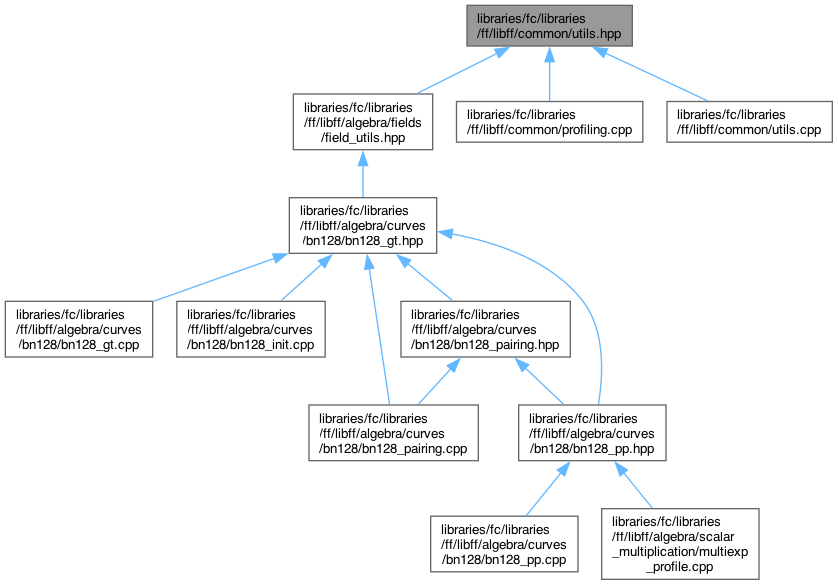 libraries/fc/libraries
/ff/libff/common/utils.hpp
libraries/fc/libraries
/ff/libff/algebra/fields
/field_utils.hpp
libraries/fc/libraries
/ff/libff/common/profiling.cpp
libraries/fc/libraries
/ff/libff/common/utils.cpp
libraries/fc/libraries
/ff/libff/algebra/curves
/bn128/bn128_gt.hpp
libraries/fc/libraries
/ff/libff/algebra/curves
/bn128/bn128_gt.cpp
libraries/fc/libraries
/ff/libff/algebra/curves
/bn128/bn128_init.cpp
libraries/fc/libraries
/ff/libff/algebra/curves
/bn128/bn128_pairing.hpp
libraries/fc/libraries
/ff/libff/algebra/curves
/bn128/bn128_pairing.cpp
libraries/fc/libraries
/ff/libff/algebra/curves
/bn128/bn128_pp.hpp
libraries/fc/libraries
/ff/libff/algebra/curves
/bn128/bn128_pp.cpp
libraries/fc/libraries
/ff/libff/algebra/scalar
_multiplication/multiexp
_profile.cpp